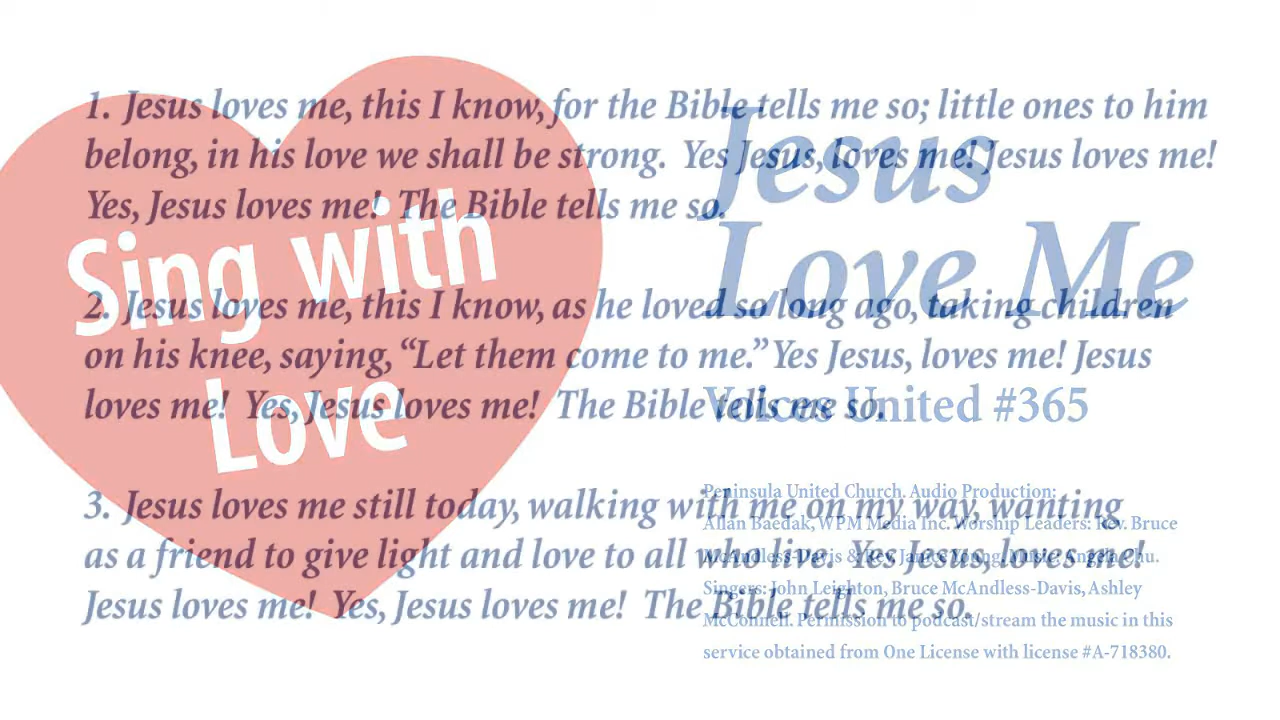 1. Jesus loves me, this I know, for the Bible tells me so; little ones to him
belong, in his love we shall be strong. Yes Jesus, loves me! Jesus loves me!
Yes, Jesus loves me! The Bible tells me so.
2. Jesus loves me, this I know, as he loved so long ago, taking children
on his knee, saying, “Let them come to me.” Yes Jesus, loves me! Jesus
loves me! Yes, Jesus loves me! The Bible tells me so.
3. Jesus loves me still today, walking with me on my way, wanting
as a friend to give light and love to all who live. Yes Jesus, loves me!
Jesus loves me! Yes, Jesus loves me! The Bible tells me so.
Sing with
Love
Jesus
Love Me
Voices United #365
Peninsula United Church. Audio Production:
Allan Baedak, WPM Media Inc. Worship Leaders: Rev. Bruce
McAndless-Davis & Rev. Janice Young. Music: Angela Chu.
Singers: John Leighton, Bruce McAndless-Davis, Ashley
McConnell. Permission to podcast/stream the music in this
service obtained from One License with license #A-718380.